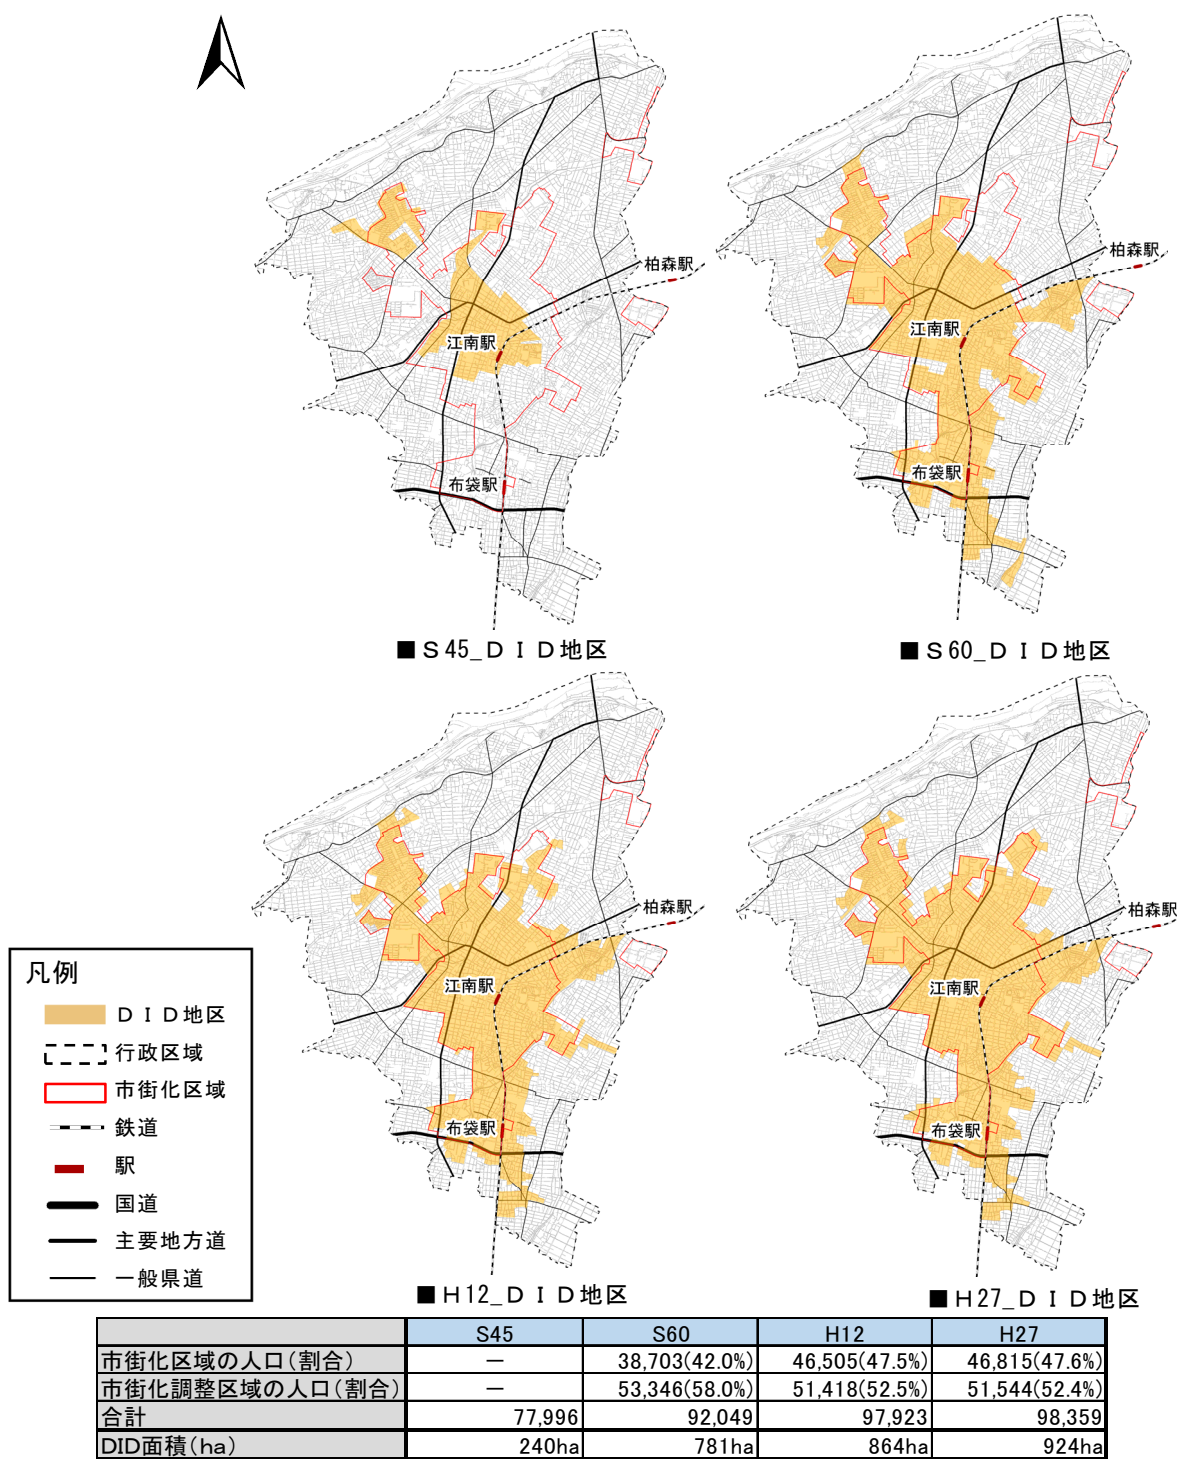 柏森駅
江南駅
布袋駅
■Ｓ45_ＤＩＤ地区
柏森駅
江南駅
布袋駅
■Ｓ60_ＤＩＤ地区
柏森駅
江南駅
布袋駅
■Ｈ12_ＤＩＤ地区
柏森駅
江南駅
布袋駅
■Ｈ27_ＤＩＤ地区
凡例
ＤＩＤ地区
行政区域
市街化区域
鉄道
駅
国道
主要地方道
一般県道
S45 S60 H12 H27
市街化区域の人口(割合) － 38,703(42.0%) 46,505(47.5%) 46,815(47.6%)
市街化調整区域の人口(割合) － 53,346(58.0%) 51,418(52.5%) 51,544(52.4%)
合計 77,996 92,049 97,923 98,359
DID面積(ha) 240ha 781ha 864ha 924ha